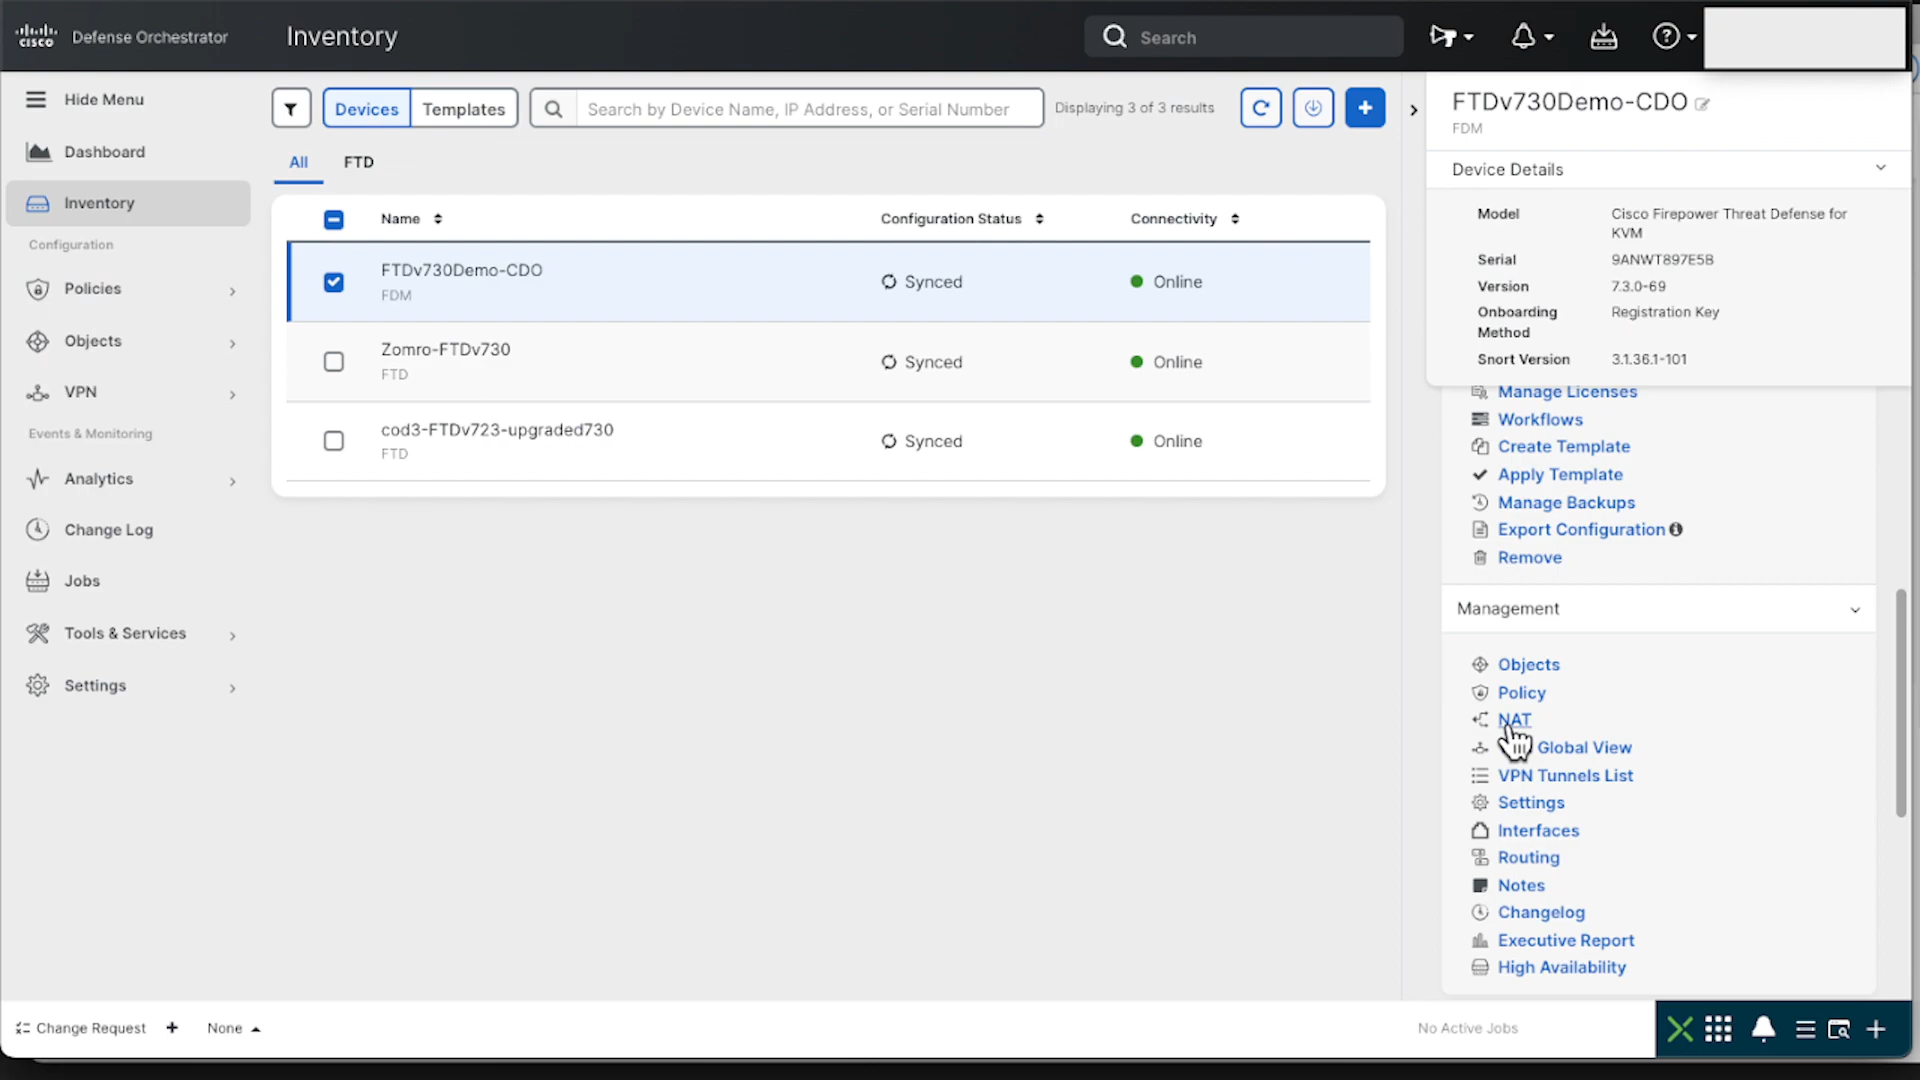 CISCO Defense Orchestrator
Inventory
Search
Hide Menu
Dashboard
Inventory
Configuration
Policies
Objects
VPN
Events & Monitoring
Analytics
Change Log
Jobs
Tools & Services
Settings
Devices Templates
Search by Device Name, IP Address, or Serial Number
Displaying 3 of 3 results
All FTD
Name Configuration Status Connectivity
FTDv730Demo-CDO
FDM
Synced Online
Zomro-FTDv730
FTD
Synced Online
cod3-FTDv723-upgraded730
FTD
Synced Online
FTDv730Demo-CDO
FDM
Device Details
Model Cisco Firepower Threat Defense for
KVM
Serial 9ANWT897E5B
Version 7.3.0-69
Onboarding Registration Key
Method
Snort Version 3.1.36.1-101
Manage Licenses
Workflows
Create Template
Apply Template
Manage Backups
Export Configuration
Remove
Management
Objects
Policy
NAT
Global View
VPN Tunnels List
Settings
Interfaces
Routing
Notes
Changelog
Executive Report
High Availability
Change Request + None
No Active Jobs